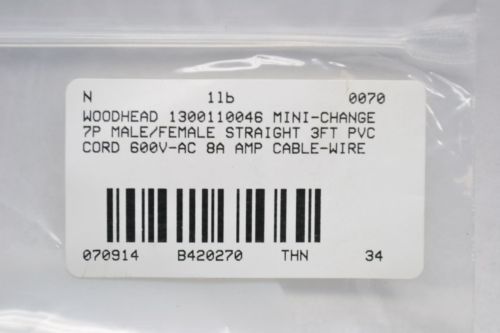 N 1lb 0070
WOODHEAD 1300110046 MINI-CHANGE
7P MALE/FEMALE STRAIGHT 3FT PVC
CORD 600V-AC 8A AMP CABLE-WIRE
070914 B420270 THN 34